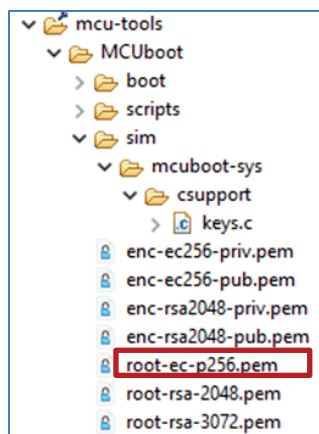 mcu-tools
MCUboot
boot
scripts
sim
mcuboot-sys
csupport
keys.c
enc-ec256-priv.pem
enc-ec256-pub.pem
enc-rsa2048-priv.pem
enc-rsa2048-pub.pem
root-ec-p256.pem
root-rsa-2048.pem
root-rsa-3072.pem